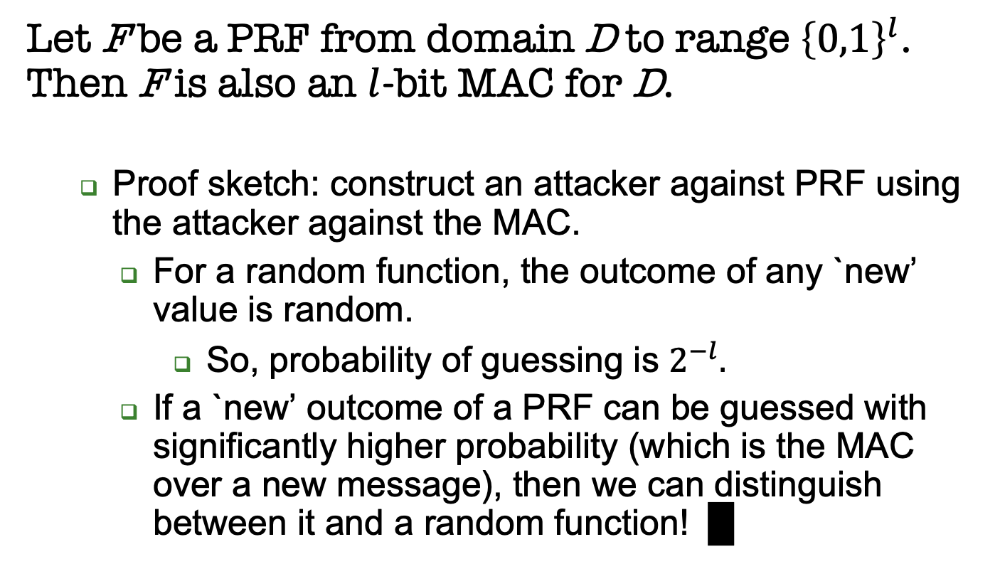 Let F be a PRF from domain D to range {0,1}^l.
Then F is also an l-bit MAC for D.
Proof sketch: construct an attacker against PRF using
the attacker against the MAC.
For a random function, the outcome of any `new’
value is random.
So, probability of guessing is 2^−l.
If a `new’ outcome of a PRF can be guessed with
significantly higher probability (which is the MAC
over a new message), then we can distinguish
between it and a random function!